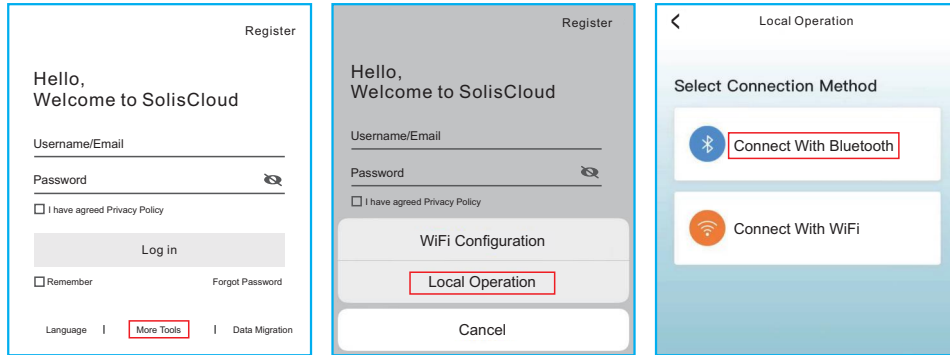 Register
Hello,
Welcome to SolisCloud
Username/Email
Password
I have agreed Privacy Policy
Log in
Remember Forgot Password
Language | More Tools | Data Migration
Register
Hello,
Welcome to SolisCloud
Username/Email
Password
I have agreed Privacy Policy
WiFi Configuration
Local Operation
Cancel
Local Operation
Select Connection Method
Connect With Bluetooth
Connect With WiFi